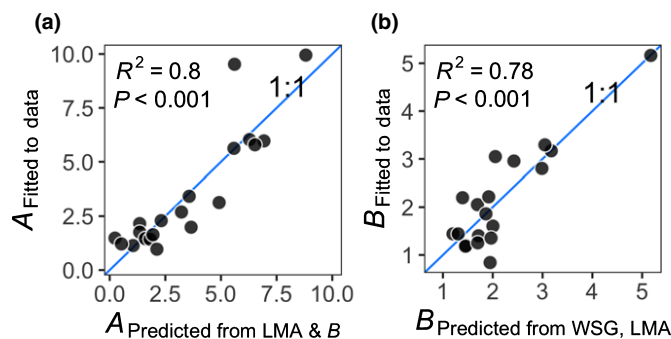 (a)
10.0
7.5
5.0
2.5
0.0
R² = 0.8
P < 0.001
1:1
A Fitted to data
0.0 2.5 5.0 7.5 10.0
A Predicted from LMA & B
(b)
5
4
3
2
1
R² = 0.78
P < 0.001
1:1
B Fitted to data
1 2 3 4 5
B Predicted from WSG, LMA